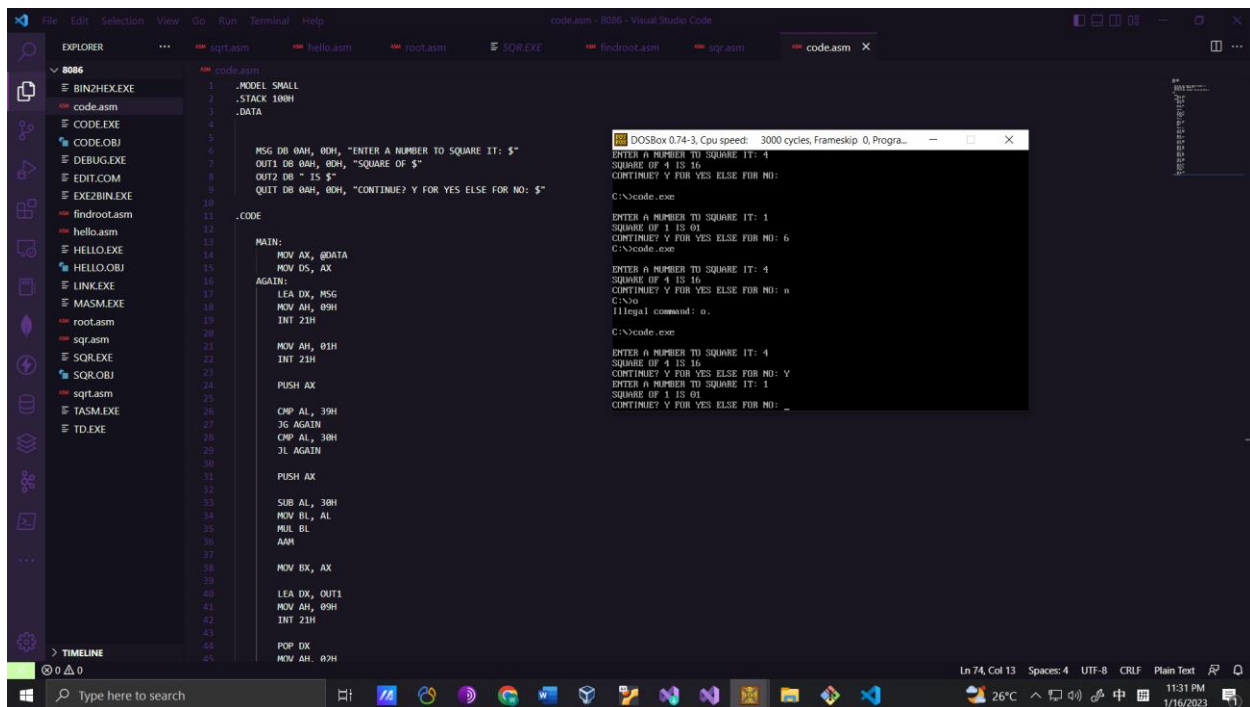 File Edit Selection View Go Run Terminal Help
code.asm - 8086 - Visual Studio Code
EXPLORER
sqrt.asm hello.asm root.asm SQR.EXE findroot.asm sqr.asm code.asm
8086
BIN2HEX.EXE
code.asm
CODE.EXE
CODE.OBJ
DEBUG.EXE
EDIT.COM
EXE2BIN.EXE
findroot.asm
hello.asm
HELLO.EXE
HELLO.OBJ
LINK.EXE
MASM.EXE
root.asm
sqr.asm
SQR.EXE
SQR.OBJ
sqrt.asm
TASM.EXE
TD.EXE
TIMELINE
code.asm
1 .MODEL SMALL
2 .STACK 100H
3 .DATA
4
5
6 MSG DB 0AH, 0DH, "ENTER A NUMBER TO SQUARE IT: $"
7 OUT1 DB 0AH, 0DH, "SQUARE OF $"
8 OUT2 DB " IS $"
9 QUIT DB 0AH, 0DH, "CONTINUE? Y FOR YES ELSE FOR NO: $"
10
11 .CODE
12
13 MAIN:
14 MOV AX, @DATA
15 MOV DS, AX
16 AGAIN:
17 LEA DX, MSG
18 MOV AH, 09H
19 INT 21H
20
21 MOV AH, 01H
22 INT 21H
23
24 PUSH AX
25
26 CMP AL, 39H
27 JG AGAIN
28 CMP AL, 30H
29 JL AGAIN
30
31 PUSH AX
32
33 SUB AL, 30H
34 MOV BL, AL
35 MUL BL
36 AAM
37
38 MOV BX, AX
39
40 LEA DX, OUT1
41 MOV AH, 09H
42 INT 21H
43
44 POP DX
45 MOV AH, 02H
DOSBox 0.74-3, Cpu speed: 3000 cycles, Frameskip 0, Progra...
ENTER A NUMBER TO SQUARE IT: 4
SQUARE OF 4 IS 16
CONTINUE? Y FOR YES ELSE FOR NO:
C:\>code.exe
ENTER A NUMBER TO SQUARE IT: 1
SQUARE OF 1 IS 01
CONTINUE? Y FOR YES ELSE FOR NO: 6
C:\>code.exe
ENTER A NUMBER TO SQUARE IT: 4
SQUARE OF 4 IS 16
CONTINUE? Y FOR YES ELSE FOR NO: n
C:\>o
Illegal command: o.
C:\>code.exe
ENTER A NUMBER TO SQUARE IT: 4
SQUARE OF 4 IS 16
CONTINUE? Y FOR YES ELSE FOR NO: Y
ENTER A NUMBER TO SQUARE IT: 1
SQUARE OF 1 IS 01
CONTINUE? Y FOR YES ELSE FOR NO: _
0 0 Ln 74, Col 13 Spaces: 4 UTF-8 CRLF Plain Text
Type here to search
26°C 中 11:31 PM
1/16/2023